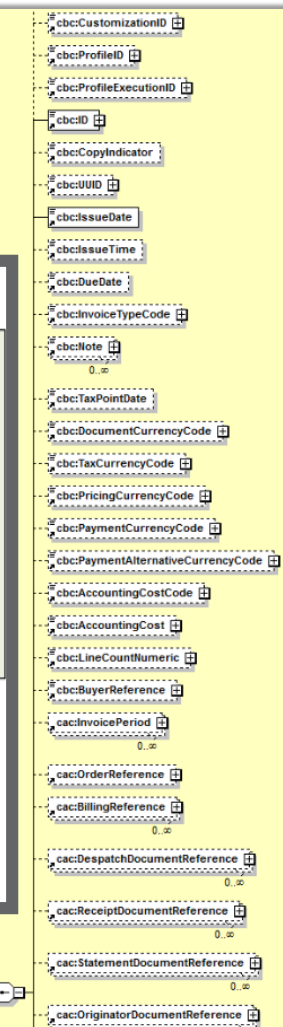 cbc:CustomizationID
cbc:ProfileID
cbc:ProfileExecutionID
cbc:ID
cbc:CopyIndicator
cbc:UUID
cbc:IssueDate
cbc:IssueTime
cbc:DueDate
cbc:InvoiceTypeCode
cbc:Note
0..∞
cbc:TaxPointDate
cbc:DocumentCurrencyCode
cbc:TaxCurrencyCode
cbc:PricingCurrencyCode
cbc:PaymentCurrencyCode
cbc:PaymentAlternativeCurrencyCode
cbc:AccountingCostCode
cbc:AccountingCost
cbc:LineCountNumeric
cbc:BuyerReference
cac:InvoicePeriod
0..∞
cac:OrderReference
cac:BillingReference
0..∞
cac:DespatchDocumentReference
0..∞
cac:ReceiptDocumentReference
0..∞
cac:StatementDocumentReference
0..∞
cac:OriginatorDocumentReference